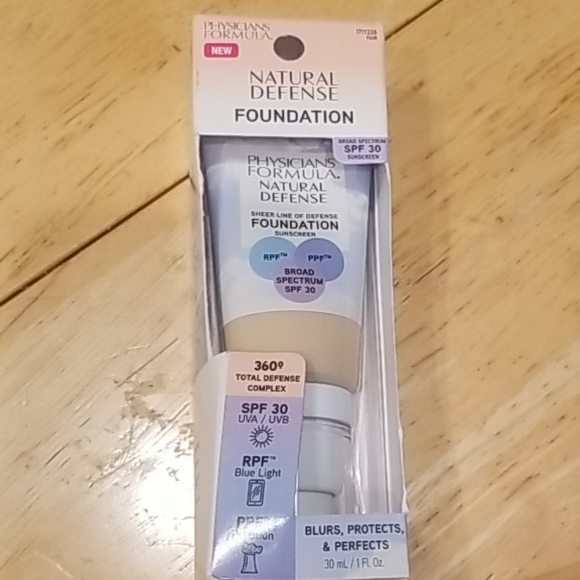 PHYSICIANS
FORMULA.
NEW
1711338
FAIR
NATURAL
DEFENSE
FOUNDATION
BROAD SPECTRUM
SPF 30
SUNSCREEN
PHYSICIANS
FORMULA®
NATURAL
DEFENSE
SHEER LINE OF DEFENSE
FOUNDATION
SUNSCREEN
RPF™ PPF™
BROAD
SPECTRUM
SPF 30
360º
TOTAL DEFENSE
COMPLEX
SPF 30
UVA / UVB
RPF™
Blue Light
BLURS, PROTECTS,
& PERFECTS
30 mL / 1 Fl. Oz.